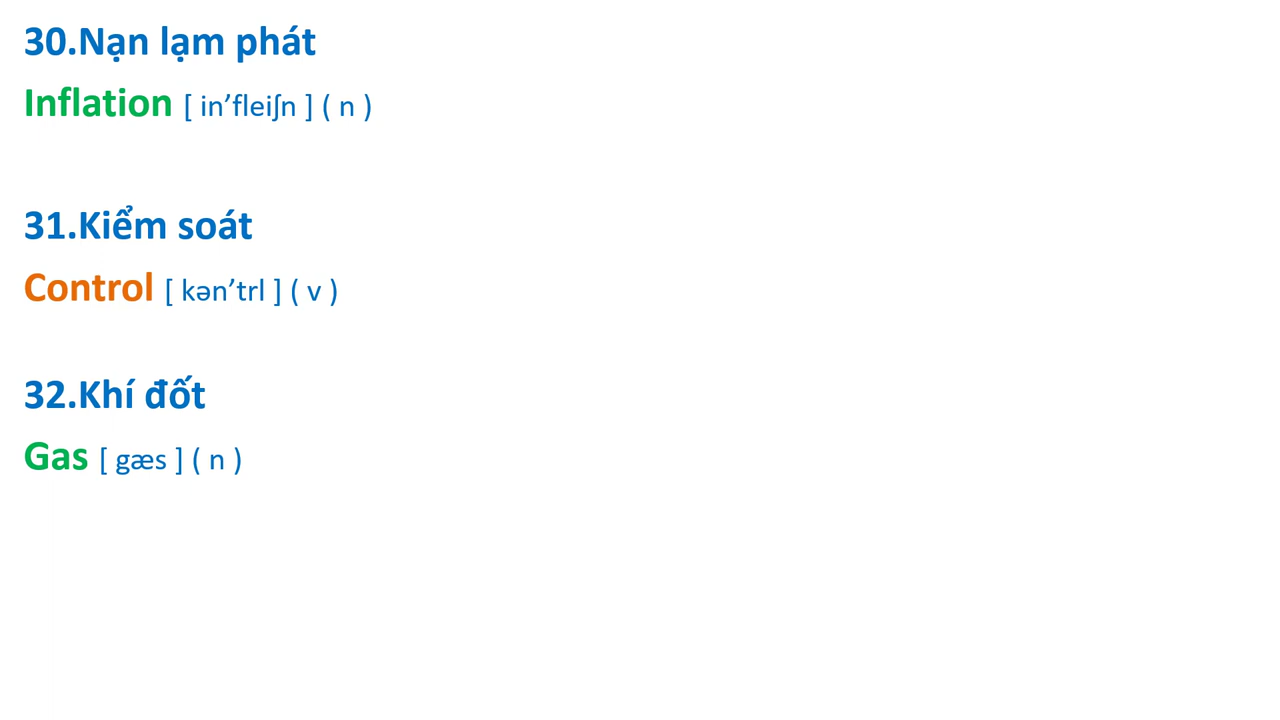 30.Nạn lạm phát
Inflation [ in’fleiʃn ] ( n )
31.Kiểm soát
Control [ kən’trl ] ( v )
32.Khí đốt
Gas [ gæs ] ( n )